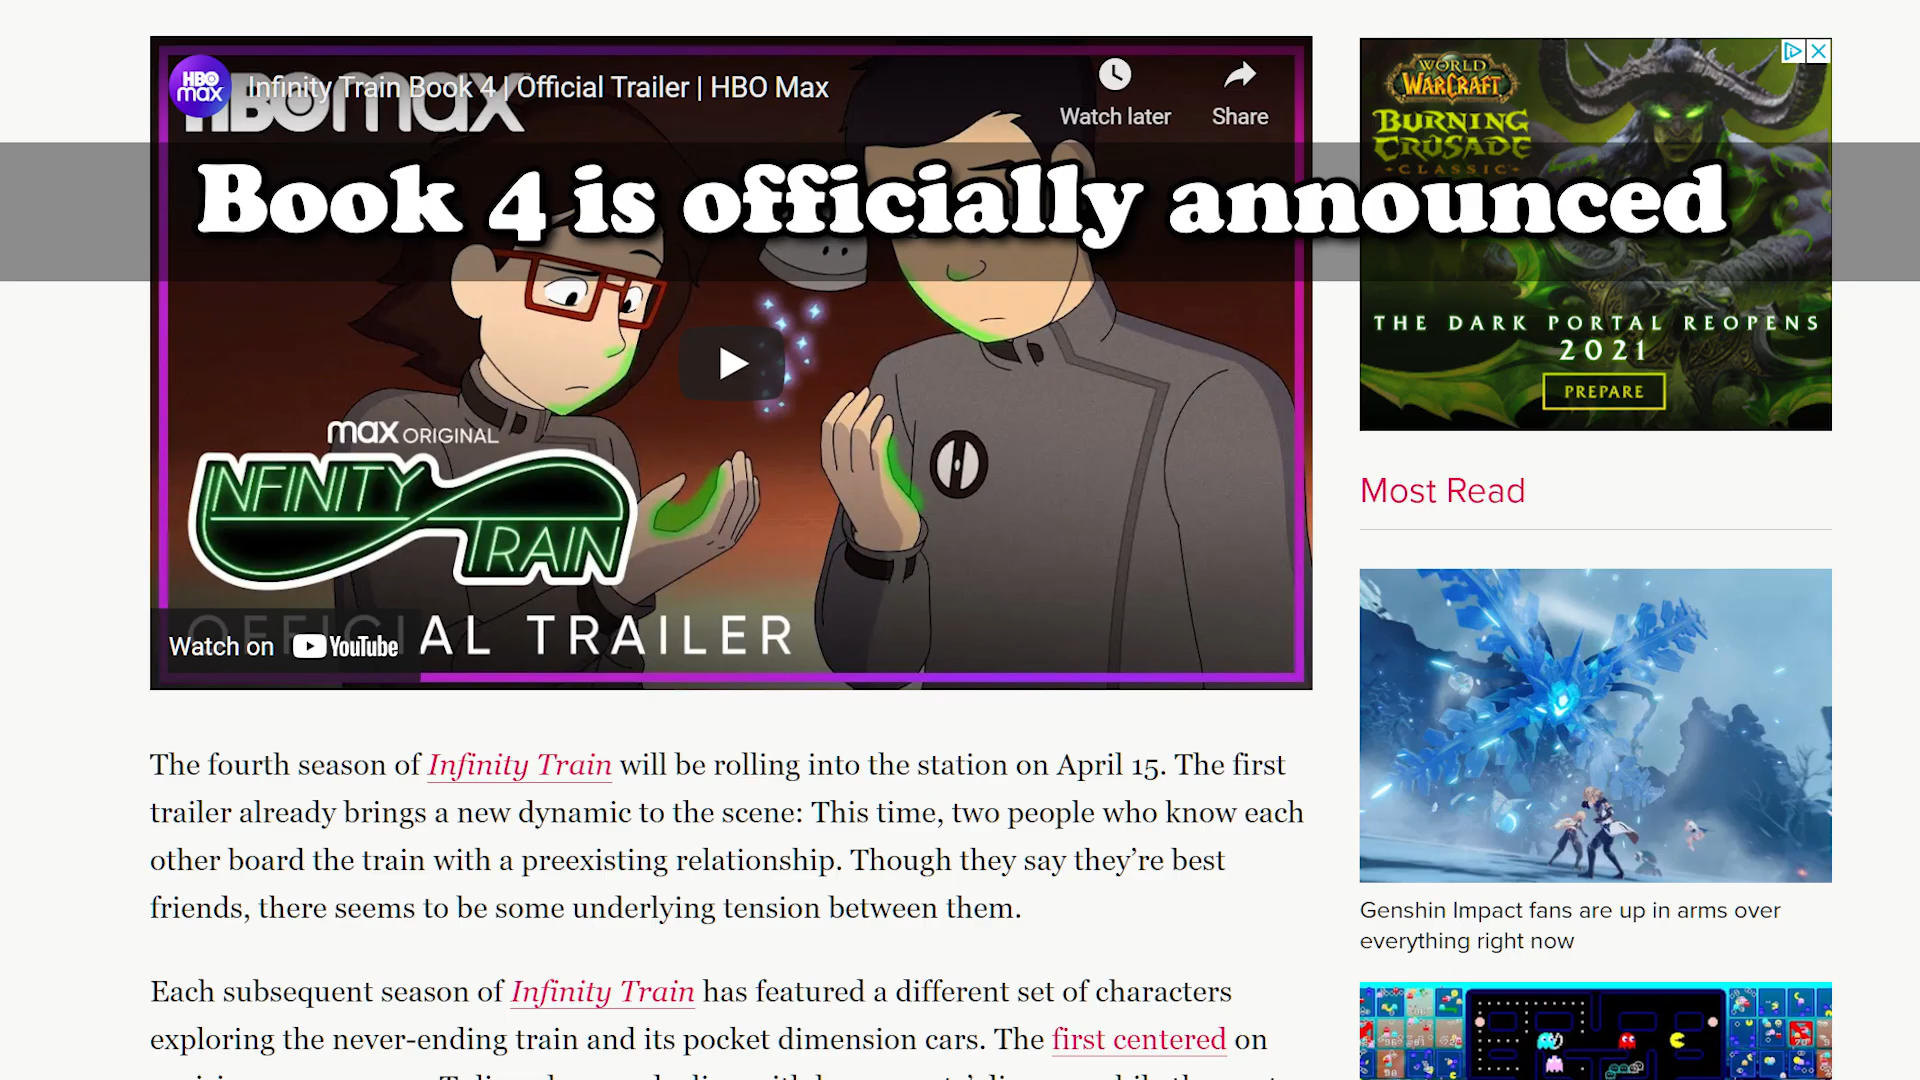 HBO max
Infinity Train Book 4 | Official Trailer | HBO Max
HBOmax
Watch later
Share
Book 4 is officially announced
max ORIGINAL
INFINITY
TRAIN
OFFICIAL TRAILER
Watch on YouTube
The fourth season of Infinity Train will be rolling into the station on April 15. The first
trailer already brings a new dynamic to the scene: This time, two people who know each
other board the train with a preexisting relationship. Though they say they’re best
friends, there seems to be some underlying tension between them.
Each subsequent season of Infinity Train has featured a different set of characters
exploring the never-ending train and its pocket dimension cars. The first centered on
WORLD
WARCRAFT
BURNING
CRUSADE
CLASSIC
THE DARK PORTAL REOPENS
2021
PREPARE
Most Read
Genshin Impact fans are up in arms over
everything right now